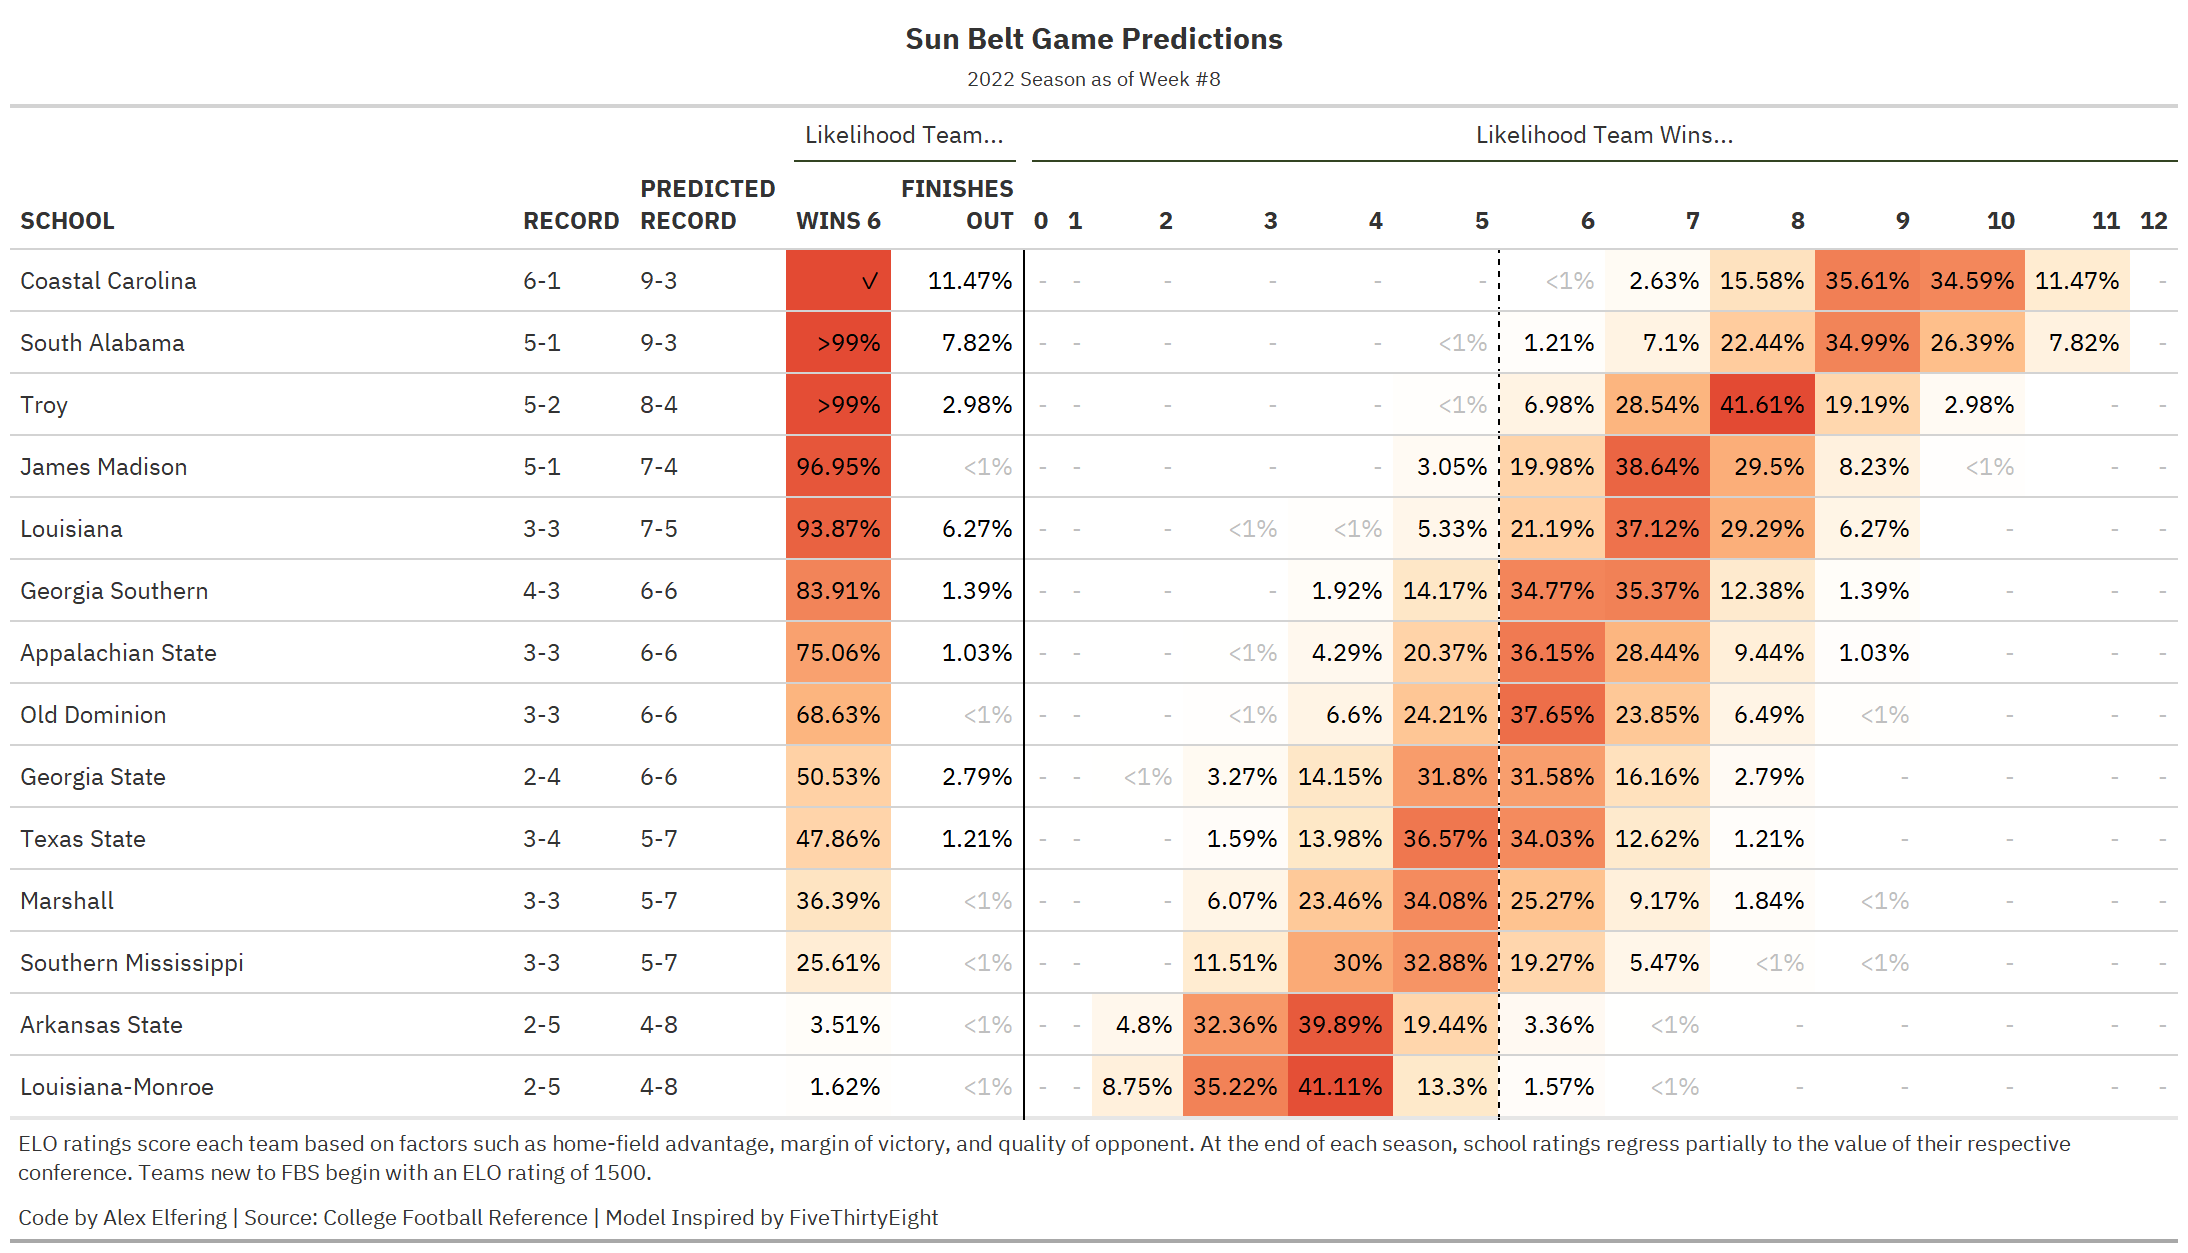 Sun Belt Game Predictions
2022 Season as of Week #8
Likelihood Team... Likelihood Team Wins...
SCHOOL RECORD PREDICTED RECORD WINS 6 FINISHES OUT 0 1 2 3 4 5 6 7 8 9 10 11 12
Coastal Carolina 6-1 9-3 ✓ 11.47% - - - - - - <1% 2.63% 15.58% 35.61% 34.59% 11.47% -
South Alabama 5-1 9-3 >99% 7.82% - - - - - <1% 1.21% 7.1% 22.44% 34.99% 26.39% 7.82% -
Troy 5-2 8-4 >99% 2.98% - - - - - <1% 6.98% 28.54% 41.61% 19.19% 2.98% - -
James Madison 5-1 7-4 96.95% <1% - - - - - 3.05% 19.98% 38.64% 29.5% 8.23% <1% - -
Louisiana 3-3 7-5 93.87% 6.27% - - - <1% <1% 5.33% 21.19% 37.12% 29.29% 6.27% - - -
Georgia Southern 4-3 6-6 83.91% 1.39% - - - - 1.92% 14.17% 34.77% 35.37% 12.38% 1.39% - - -
Appalachian State 3-3 6-6 75.06% 1.03% - - - <1% 4.29% 20.37% 36.15% 28.44% 9.44% 1.03% - - -
Old Dominion 3-3 6-6 68.63% <1% - - - <1% 6.6% 24.21% 37.65% 23.85% 6.49% <1% - - -
Georgia State 2-4 6-6 50.53% 2.79% - - <1% 3.27% 14.15% 31.8% 31.58% 16.16% 2.79% - - - -
Texas State 3-4 5-7 47.86% 1.21% - - - 1.59% 13.98% 36.57% 34.03% 12.62% 1.21% - - - -
Marshall 3-3 5-7 36.39% <1% - - - 6.07% 23.46% 34.08% 25.27% 9.17% 1.84% <1% - - -
Southern Mississippi 3-3 5-7 25.61% <1% - - - 11.51% 30% 32.88% 19.27% 5.47% <1% <1% - - -
Arkansas State 2-5 4-8 3.51% <1% - - 4.8% 32.36% 39.89% 19.44% 3.36% <1% - - - - -
Louisiana-Monroe 2-5 4-8 1.62% <1% - - 8.75% 35.22% 41.11% 13.3% 1.57% <1% - - - - -
ELO ratings score each team based on factors such as home-field advantage, margin of victory, and quality of opponent. At the end of each season, school ratings regress partially to the value of their respective
conference. Teams new to FBS begin with an ELO rating of 1500.
Code by Alex Elfering | Source: College Football Reference | Model Inspired by FiveThirtyEight